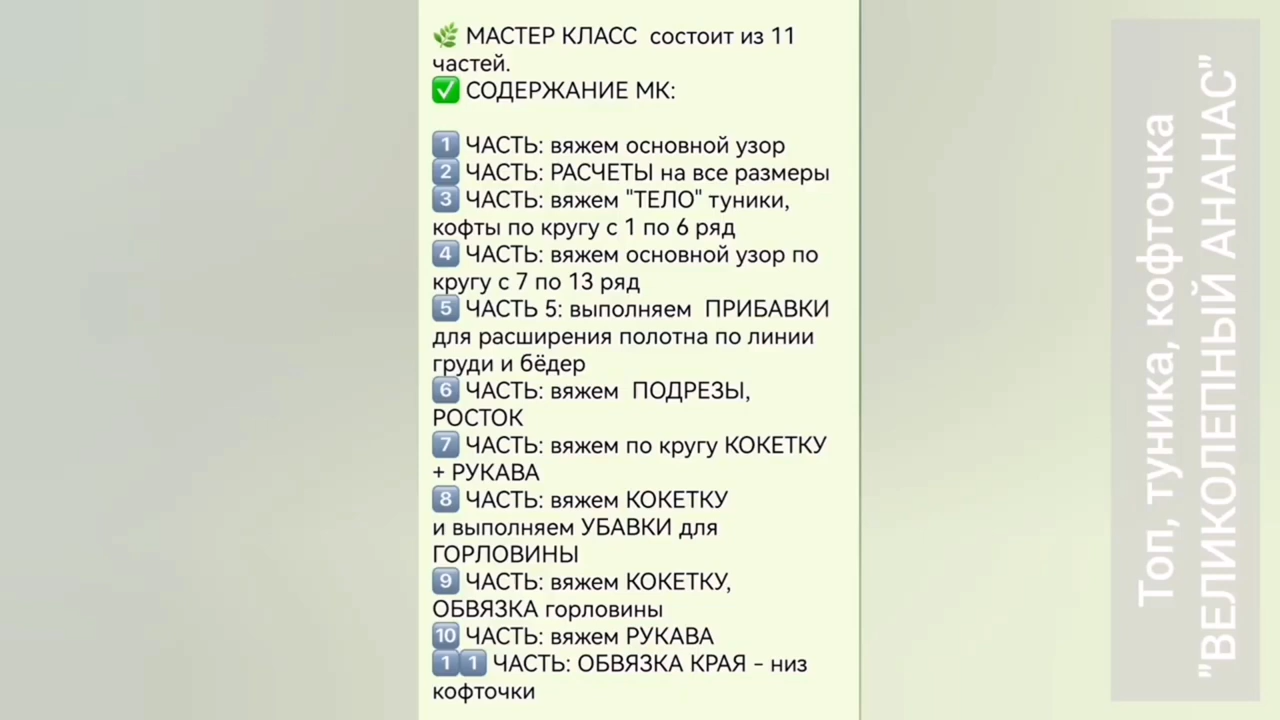 🌿 МАСТЕР КЛАСС состоит из 11
частей.
✅ СОДЕРЖАНИЕ МК:
1️⃣ ЧАСТЬ: вяжем основной узор
2️⃣ ЧАСТЬ: РАСЧЕТЫ на все размеры
3️⃣ ЧАСТЬ: вяжем "ТЕЛО" туники,
кофты по кругу с 1 по 6 ряд
4️⃣ ЧАСТЬ: вяжем основной узор по
кругу с 7 по 13 ряд
5️⃣ ЧАСТЬ 5: выполняем ПРИБАВКИ
для расширения полотна по линии
груди и бёдер
6️⃣ ЧАСТЬ: вяжем ПОДРЕЗЫ,
РОСТОК
7️⃣ ЧАСТЬ: вяжем по кругу КОКЕТКУ
+ РУКАВА
8️⃣ ЧАСТЬ: вяжем КОКЕТКУ
и выполняем УБАВКИ для
ГОРЛОВИНЫ
9️⃣ ЧАСТЬ: вяжем КОКЕТКУ,
ОБВЯЗКА горловины
🔟 ЧАСТЬ: вяжем РУКАВА
1️⃣1️⃣ ЧАСТЬ: ОБВЯЗКА КРАЯ - низ
кофточки
Топ, туника, кофточка
"ВЕЛИКОЛЕПНЫЙ АНАНАС"